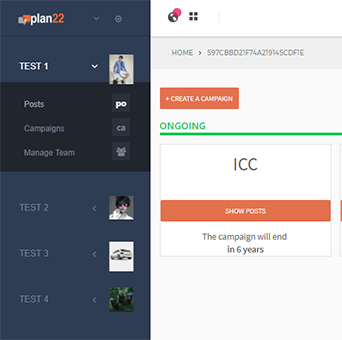 plan22
HOME > 597CBBD21F74A219145CDF1E
TEST 1
Posts po
Campaigns ca
Manage Team
TEST 2
TEST 3
TEST 4
+ CREATE A CAMPAIGN
ONGOING
ICC
SHOW POSTS
The campaign will end
in 6 years